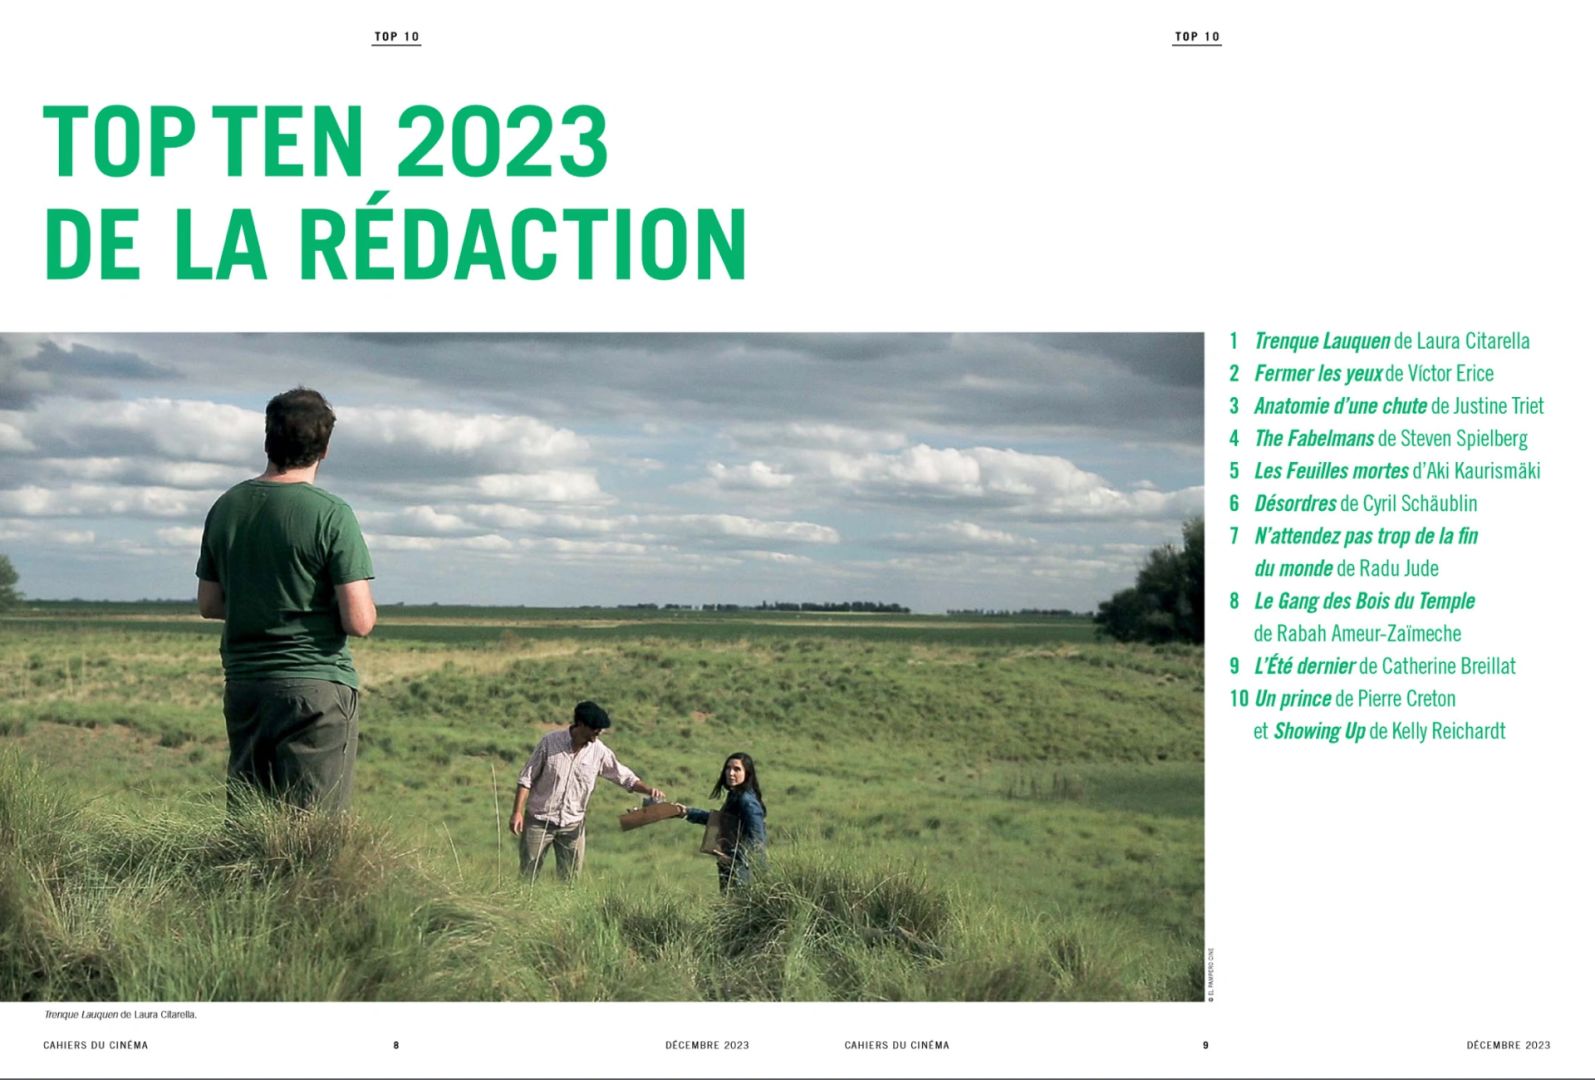 TOP 10
TOP 10
TOP TEN 2023
DE LA RÉDACTION
1 Trenque Lauquen de Laura Citarella
2 Fermer les yeux de Víctor Erice
3 Anatomie d'une chute de Justine Triet
4 The Fabelmans de Steven Spielberg
5 Les Feuilles mortes d'Aki Kaurismäki
6 Désordres de Cyril Schäublin
7 N'attendez pas trop de la fin
du monde de Radu Jude
8 Le Gang des Bois du Temple
de Rabah Ameur-Zaïmeche
9 L'Été dernier de Catherine Breillat
10 Un prince de Pierre Creton
et Showing Up de Kelly Reichardt
© EL PAMPERO CINE
Trenque Lauquen de Laura Citarella.
CAHIERS DU CINÉMA
8
DÉCEMBRE 2023
CAHIERS DU CINÉMA
9
DÉCEMBRE 2023